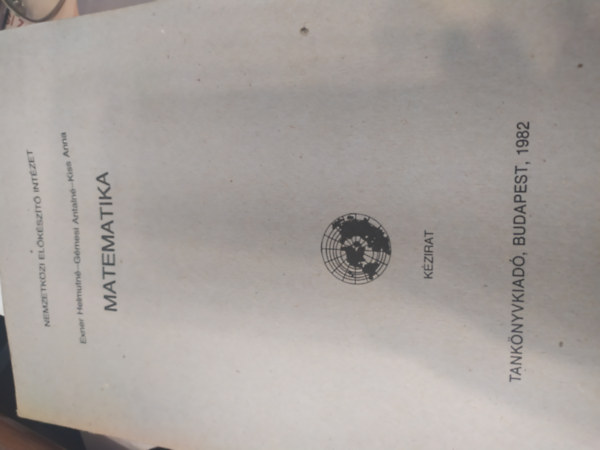 NEMZETKÖZI ELŐKÉSZÍTŐ INTÉZET
Exner Helmutné–Gémesi Antalné–Kiss Anna
MATEMATIKA
KÉZIRAT
TANKÖNYVKIADÓ, BUDAPEST, 1982